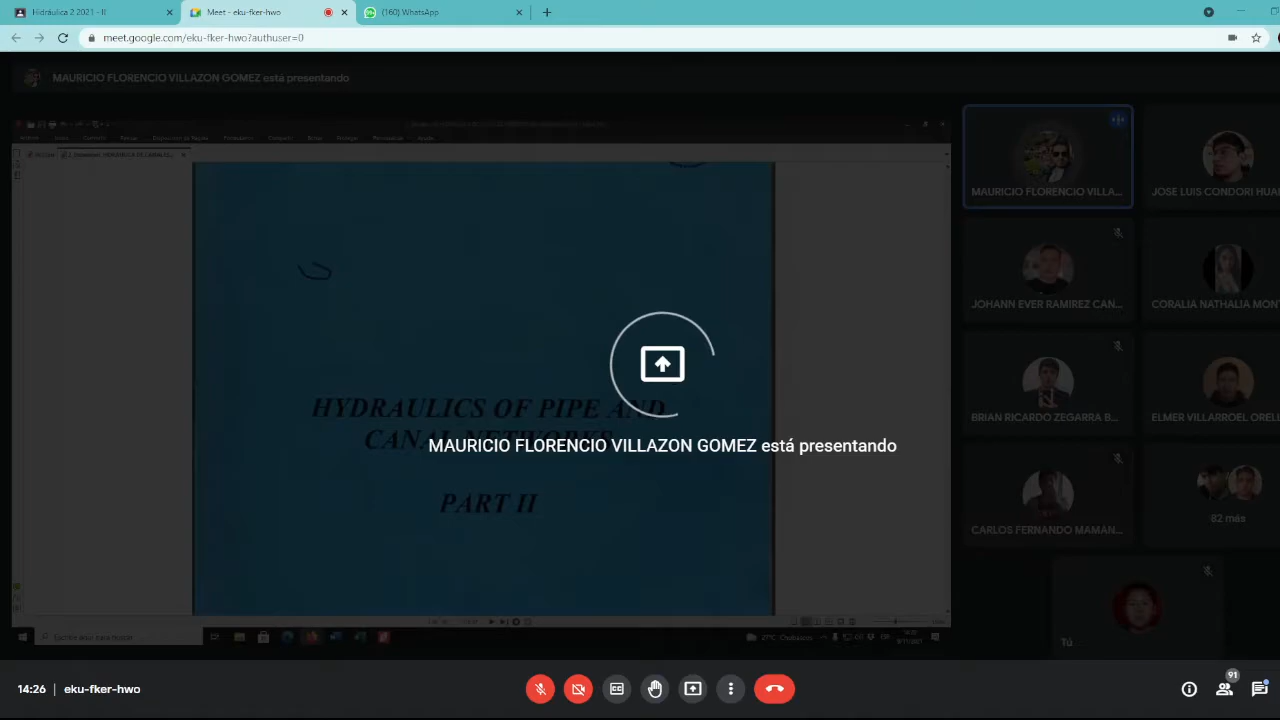 Hidráulica 2 2021 - II
Meet - eku-fker-hwo
(160) WhatsApp
meet.google.com/eku-fker-hwo?authuser=0
MAURICIO FLORENCIO VILLAZON GOMEZ está presentando
HYDRAULICS OF PIPE AND
CANAL NETWORKS
PART II
MAURICIO FLORENCIO VILLAZON GOMEZ está presentando
MAURICIO FLORENCIO VILLA...
JOSE LUIS CONDORI HUA
JOHANN EVER RAMIREZ CAN...
CORALIA NATHALIA MON
BRIAN RICARDO ZEGARRA B...
ELMER VILLARROEL OREL
CARLOS FERNANDO MAMAN...
82 más
Tú
14:26 | eku-fker-hwo
91